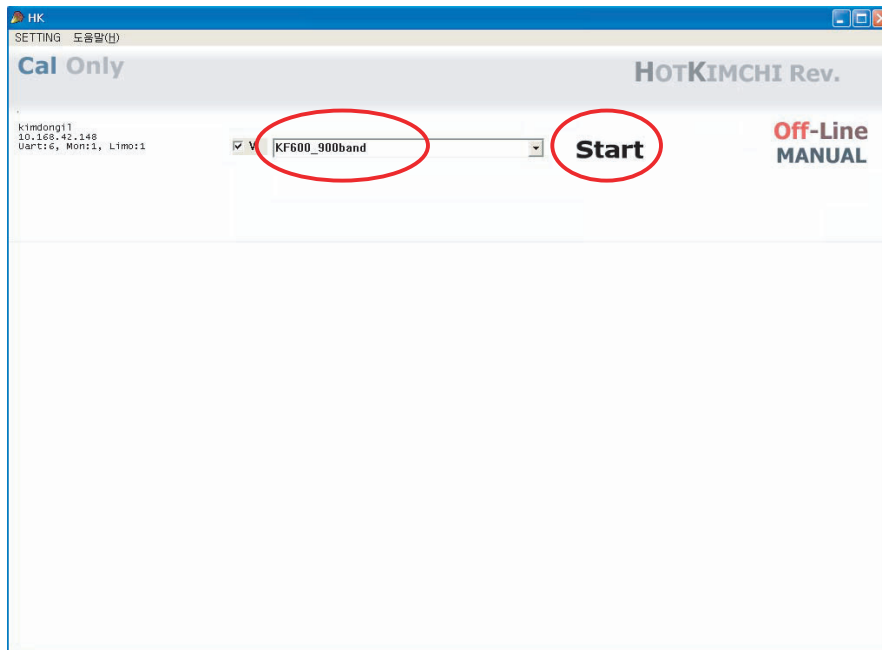 HK
SETTING 도움말(H)
Cal Only
HOTKIMCHI Rev.
kimdongil
10.168.42.148
Uart:6, Mon:1, Limo:1
KF600_900band
Start
Off-Line
MANUAL